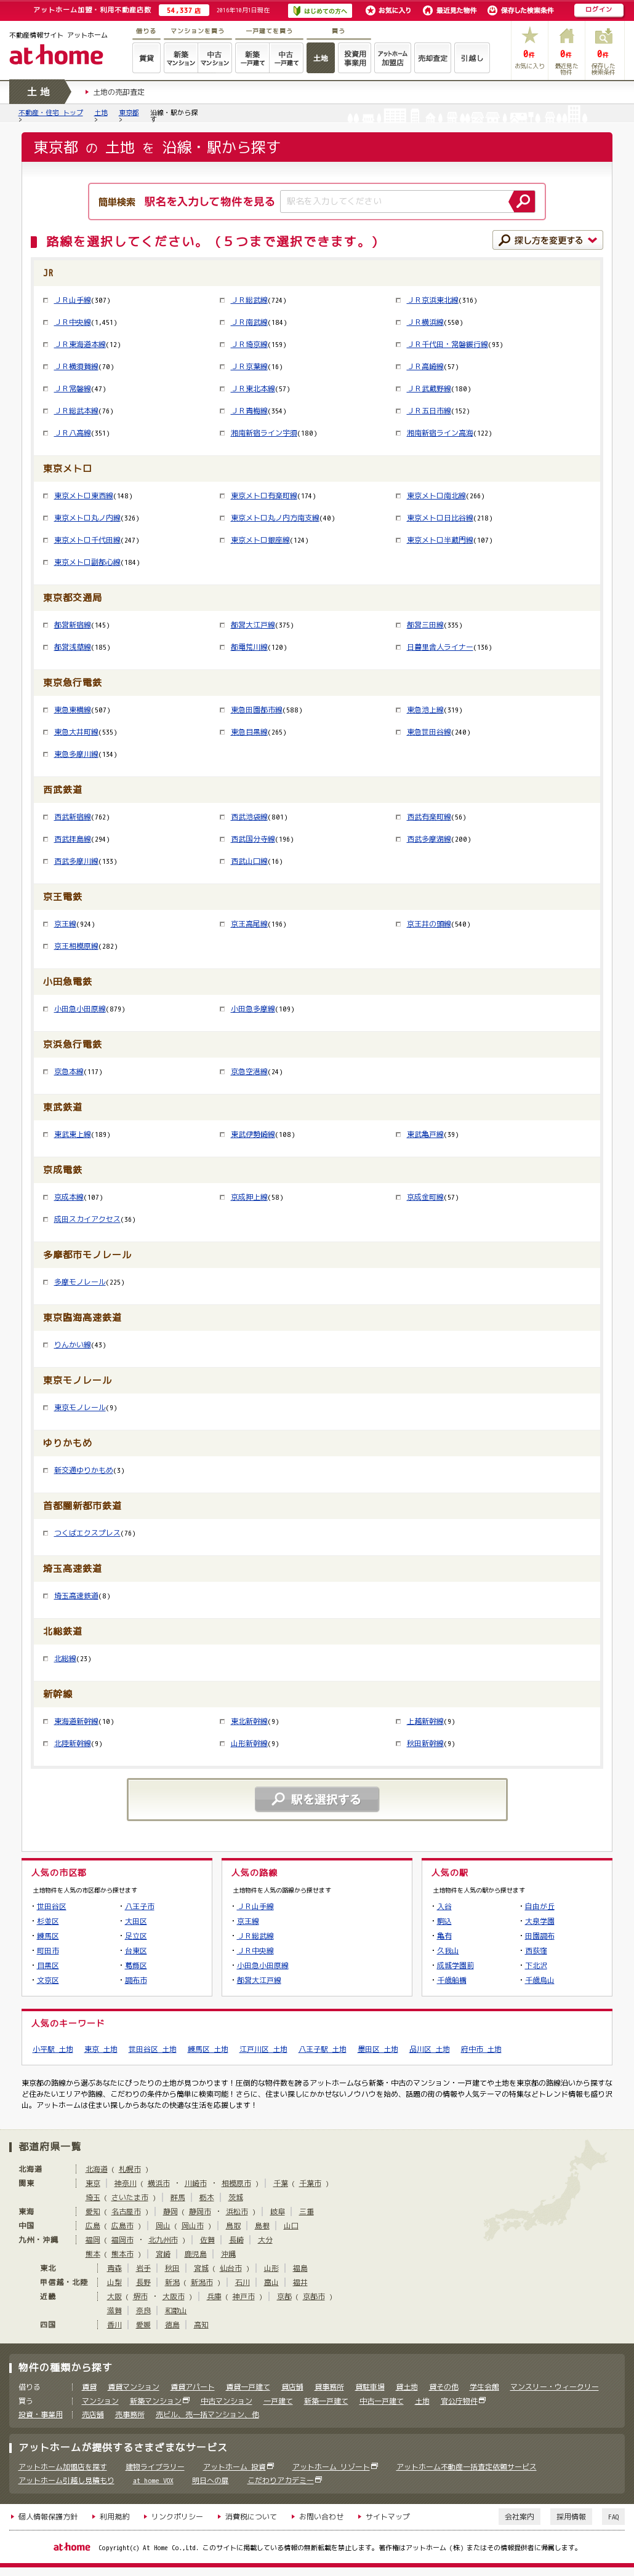 アットホーム加盟・利用不動産店数 54,337店 2016年10月1日現在 はじめての方へ お気に入り 最近見た物件 保存した検索条件 ログイン
不動産情報サイト アットホーム
at home
借りる マンションを買う 一戸建てを買う 買う
賃貸 新築マンション 中古マンション 新築一戸建て 中古一戸建て 土地 投資用事業用 アットホーム加盟店 売却査定 引越し
0件 お気に入り 0件 最近見た物件 0件 保存した検索条件
土地 土地の売却査定
不動産・住宅 トップ > 土地 > 東京都 > 沿線・駅から探す
東京都 の 土地 を 沿線・駅から探す
簡単検索 駅名を入力して物件を見る 駅名を入力してください
路線を選択してください。（５つまで選択できます。）
探し方を変更する
JR
ＪＲ山手線(307) ＪＲ総武線(724) ＪＲ京浜東北線(316)
ＪＲ中央線(1,451) ＪＲ南武線(184) ＪＲ横浜線(550)
ＪＲ東海道本線(12) ＪＲ埼京線(159) ＪＲ千代田・常磐緩行線(93)
ＪＲ横須賀線(70) ＪＲ京葉線(16) ＪＲ高崎線(57)
ＪＲ常磐線(47) ＪＲ東北本線(57) ＪＲ武蔵野線(180)
ＪＲ総武本線(76) ＪＲ青梅線(354) ＪＲ五日市線(152)
ＪＲ八高線(351) 湘南新宿ライン宇須(180) 湘南新宿ライン高海(122)
東京メトロ
東京メトロ東西線(148) 東京メトロ有楽町線(174) 東京メトロ南北線(266)
東京メトロ丸ノ内線(326) 東京メトロ丸ノ内方南支線(40) 東京メトロ日比谷線(218)
東京メトロ千代田線(247) 東京メトロ銀座線(124) 東京メトロ半蔵門線(107)
東京メトロ副都心線(184)
東京都交通局
都営新宿線(145) 都営大江戸線(375) 都営三田線(335)
都営浅草線(185) 都電荒川線(120) 日暮里舎人ライナー(136)
東京急行電鉄
東急東横線(507) 東急田園都市線(588) 東急池上線(319)
東急大井町線(535) 東急目黒線(265) 東急世田谷線(240)
東急多摩川線(134)
西武鉄道
西武新宿線(762) 西武池袋線(801) 西武有楽町線(56)
西武拝島線(294) 西武国分寺線(196) 西武多摩湖線(200)
西武多摩川線(133) 西武山口線(16)
京王電鉄
京王線(924) 京王高尾線(196) 京王井の頭線(540)
京王相模原線(282)
小田急電鉄
小田急小田原線(879) 小田急多摩線(109)
京浜急行電鉄
京急本線(117) 京急空港線(24)
東武鉄道
東武東上線(189) 東武伊勢崎線(108) 東武亀戸線(39)
京成電鉄
京成本線(107) 京成押上線(58) 京成金町線(57)
成田スカイアクセス(36)
多摩都市モノレール
多摩モノレール(225)
東京臨海高速鉄道
りんかい線(43)
東京モノレール
東京モノレール(9)
ゆりかもめ
新交通ゆりかもめ(3)
首都圏新都市鉄道
つくばエクスプレス(76)
埼玉高速鉄道
埼玉高速鉄道(8)
北総鉄道
北総線(23)
新幹線
東海道新幹線(10) 東北新幹線(9) 上越新幹線(9)
北陸新幹線(9) 山形新幹線(9) 秋田新幹線(9)
駅を選択する
人気の市区郡 人気の路線 人気の駅
土地物件を人気の市区郡から探せます 土地物件を人気の路線から探せます 土地物件を人気の駅から探せます
・世田谷区 ・八王子市 ・ＪＲ山手線 ・入谷 ・自由が丘
・杉並区 ・大田区 ・京王線 ・駒込 ・大泉学園
・練馬区 ・足立区 ・ＪＲ総武線 ・亀有 ・田園調布
・町田市 ・台東区 ・ＪＲ中央線 ・久我山 ・西荻窪
・目黒区 ・葛飾区 ・小田急小田原線 ・成城学園前 ・下北沢
・文京区 ・調布市 ・都営大江戸線 ・千歳船橋 ・千歳烏山
人気のキーワード
小平駅 土地 東京 土地 世田谷区 土地 練馬区 土地 江戸川区 土地 八王子駅 土地 墨田区 土地 品川区 土地 府中市 土地
東京都の路線から選ぶあなたにぴったりの土地が見つかります！圧倒的な物件数を誇るアットホームなら新築・中古のマンション・一戸建てや土地を東京都の路線沿いから探すなど住みたいエリアや路線、こだわりの条件から簡単に検索可能！さらに、住まい探しにかかせないノウハウを始め、話題の街の情報や人気テーマの特集などトレンド情報も盛り沢山。アットホームは住まい探しからあなたの快適な生活を応援します！
都道府県一覧
北海道 北海道 ( 札幌市 )
関東 東京 神奈川 ( 横浜市 ・ 川崎市 ・ 相模原市 ) 千葉 ( 千葉市 )
埼玉 ( さいたま市 ) 群馬 栃木 茨城
東海 愛知 ( 名古屋市 ) 静岡 ( 静岡市 ・ 浜松市 ) 岐阜 三重
中国 広島 ( 広島市 ) 岡山 ( 岡山市 ) 鳥取 島根 山口
九州・沖縄 福岡 ( 福岡市 ・ 北九州市 ) 佐賀 長崎 大分
熊本 ( 熊本市 ) 宮崎 鹿児島 沖縄
東北 青森 岩手 秋田 宮城 ( 仙台市 ) 山形 福島
甲信越・北陸 山梨 長野 新潟 ( 新潟市 ) 石川 富山 福井
近畿 大阪 ( 堺市 ・ 大阪市 ) 兵庫 ( 神戸市 ) 京都 ( 京都市 )
滋賀 奈良 和歌山
四国 香川 愛媛 徳島 高知
物件の種類から探す
借りる 賃貸 賃貸マンション 賃貸アパート 賃貸一戸建て 貸店舗 貸事務所 貸駐車場 貸土地 貸その他 学生会館 マンスリー・ウィークリー
買う マンション 新築マンション 中古マンション 一戸建て 新築一戸建て 中古一戸建て 土地 官公庁物件
投資・事業用 売店舗 売事務所 売ビル、売一括マンション、他
アットホームが提供するさまざまなサービス
アットホーム加盟店を探す 建物ライブラリー アットホーム 投資 アットホーム リゾート アットホーム不動産一括査定依頼サービス
アットホーム引越し見積もり at home VOX 明日への扉 こだわりアカデミー
個人情報保護方針 利用規約 リンクポリシー 消費税について お問い合わせ サイトマップ 会社案内 採用情報 FAQ
at home Copyright(c) At Home Co.,Ltd. このサイトに掲載している情報の無断転載を禁止します。著作権はアットホーム（株）またはその情報提供者に帰属します。